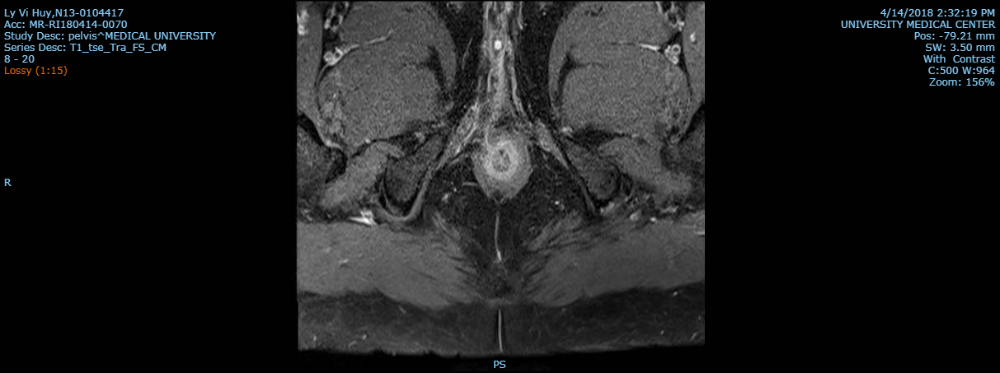 Ly Vi Huy,N13-0104417
Acc: MR-RI180414-0070
Study Desc: pelvis^MEDICAL UNIVERSITY
Series Desc: T1_tse_Tra_FS_CM
8 - 20
Lossy (1:15)
4/14/2018 2:32:19 PM
UNIVERSITY MEDICAL CENTER
Pos: -79.21 mm
SW: 3.50 mm
With Contrast
C:500 W:964
Zoom: 156%
R
PS